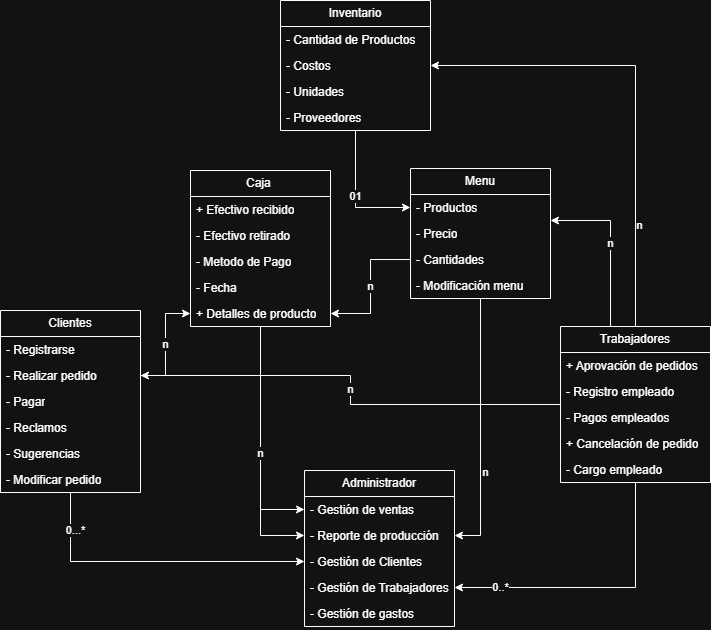 Inventario
- Cantidad de Productos
- Costos
- Unidades
- Proveedores
01
n
Caja
+ Efectivo recibido
- Efectivo retirado
- Metodo de Pago
- Fecha
+ Detalles de producto
Menu
- Productos
- Precio
- Cantidades
- Modificación menu
n
n
Clientes
- Registrarse
- Realizar pedido
- Pagar
- Reclamos
- Sugerencias
- Modificar pedido
n
n
Trabajadores
+ Aprovación de pedidos
- Registro empleado
- Pagos empleados
+ Cancelación de pedido
- Cargo empleado
n
n
0...*
Administrador
- Gestión de ventas
- Reporte de producción
- Gestión de Clientes
- Gestión de Trabajadores
- Gestión de gastos
0..*